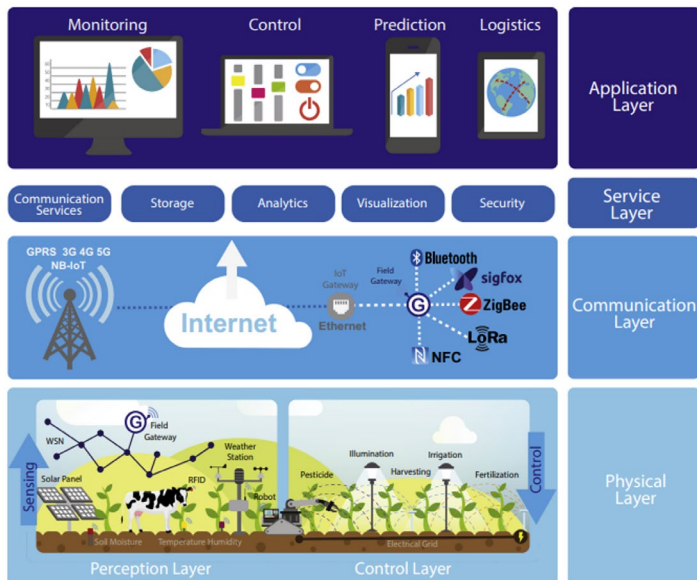 Monitoring
Control
Prediction
Logistics
Application
Layer
Communication
Services
Storage
Analytics
Visualization
Security
Service
Layer
GPRS 3G 4G 5G
NB-IoT
Internet
IoT
Gateway
Ethernet
Field
Gateway
G
Bluetooth
sigfox
Z ZigBee
LoRa
N NFC
Communication
Layer
Sensing
WSN
G
Field
Gateway
Weather
Station
Solar Panel
RFID
Robot
Soil Moisture
Temperature Humidity
Perception Layer
Illumination
Irrigation
Pesticide
Harvesting
Fertilization
Control
Electrical Grid
Control Layer
Physical
Layer